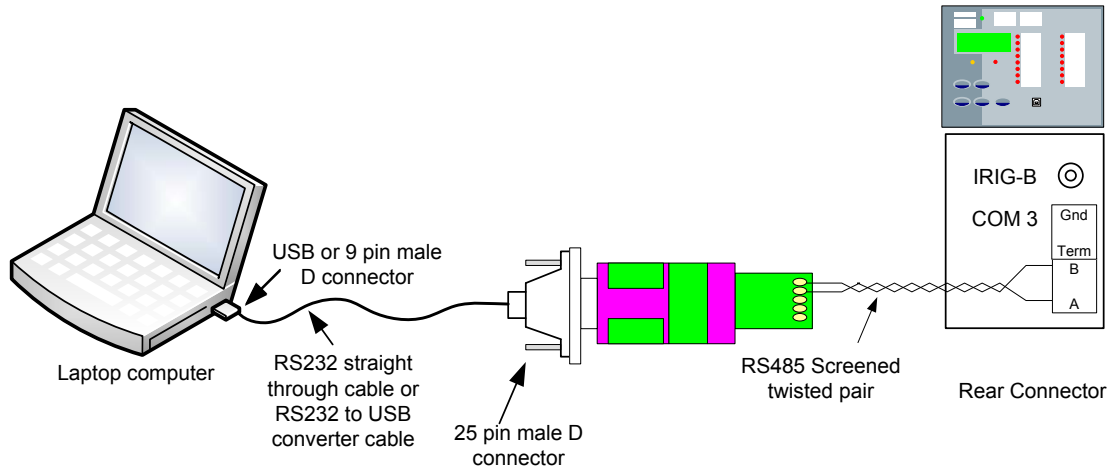 USB or 9 pin male
D connector
Laptop computer
RS232 straight
through cable or
RS232 to USB
converter cable
25 pin male D
connector
RS485 Screened
twisted pair
IRIG-B
COM 3
Gnd
Term
B
A
Rear Connector